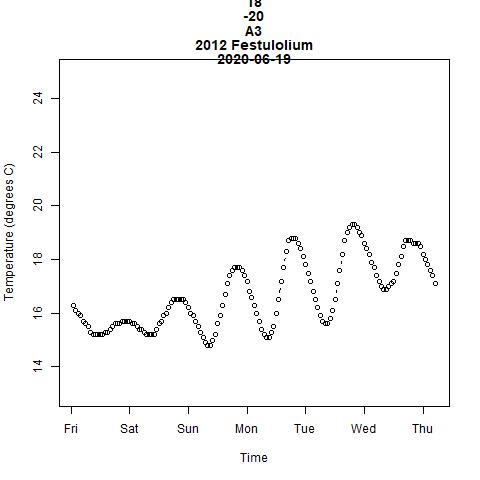 18
-20
A3
2012 Festulolium
2020-06-19
24
22
20
18
16
14
Temperature (degrees C)
Fri Sat Sun Mon Tue Wed Thu
Time